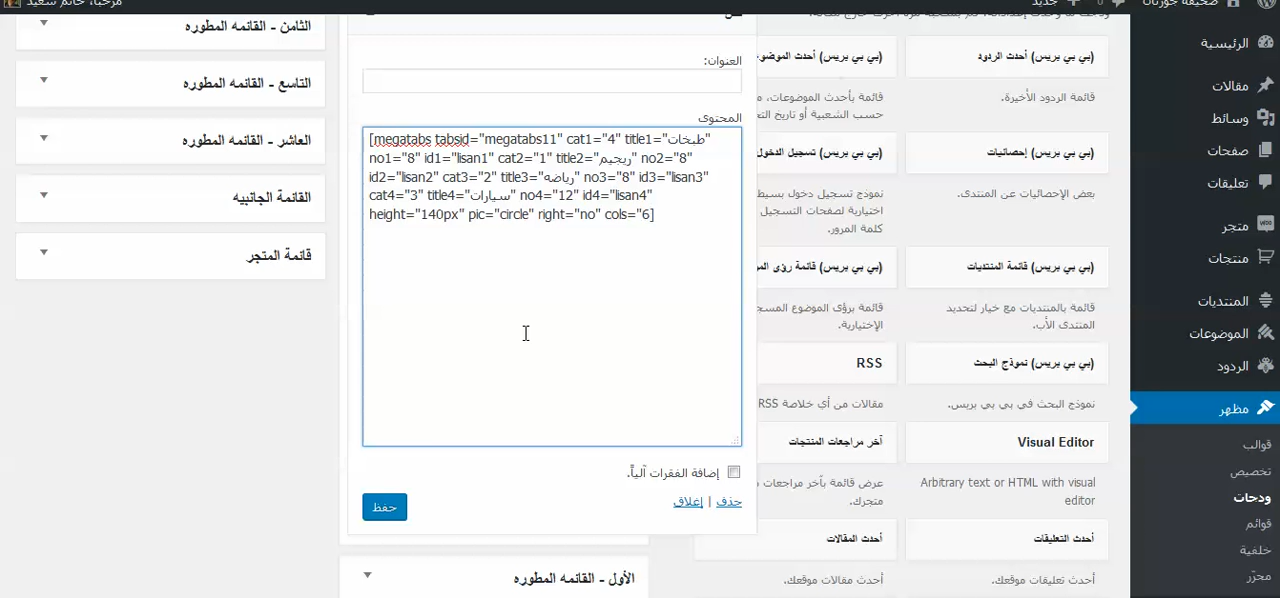 مرحبا، حاتم سعيد
جديد
0
صحيفة جورنال
الرئيسية
مقالات
وسائط
صفحات
تعليقات
متجر
منتجات
المنتديات
الموضوعات
الردود
مظهر
قوالب
تخصيص
ودجات
قوائم
خلفية
محرّر
(بي بي بريس) أحدث الردود
قائمة الردود الأخيرة.
(بي بي بريس) إحصائيات
بعض الإحصائيات عن المنتدى.
(بي بي بريس) قائمة المنتديات
قائمة بالمنتديات مع خيار لتحديد
المنتدى الأب.
(بي بي بريس) نموذج البحث
نموذج البحث في بي بي بريس.
Visual Editor
Arbitrary text or HTML with visual
editor
أحدث التعليقات
أحدث تعليقات موقعك.
(بي بي بريس) أحدث
قائمة بأحدث الموضوعات،
حسب الشعبية أو تاريخ
(بي بي بريس) تسجيل
نموذج تسجيل دخول
اختيارية لصفحات التسجيل
كلمة المرور.
(بي بي بريس) قائمة رؤى
قائمة برؤى الموضوع
الإختيارية.
RSS
مقالات من أي خلاصة RSS
آخر مراجعات المنتجات
عرض قائمة بآخر مراجعات
متجرك.
أحدث المقالات
أحدث مقالات موقعك.
العنوان:
المحتوى
[megatabs tabsid="megatabs11" cat1="4" title1="طبخات"
no1="8" id1="lisan1" cat2="1" title2="ريجيم" no2="8"
id2="lisan2" cat3="2" title3="رياضه" no3="8" id3="lisan3"
cat4="3" title4="سيارات" no4="12" id4="lisan4"
height="140px" pic="circle" right="no" cols="6]
إضافة الفقرات آلياً.
حذف | إغلاق
حفظ
الأول - القائمه المطوره
الثامن - القائمه المطوره
التاسع - القائمه المطوره
العاشر - القائمه المطوره
القائمة الجانبيه
قائمة المتجر